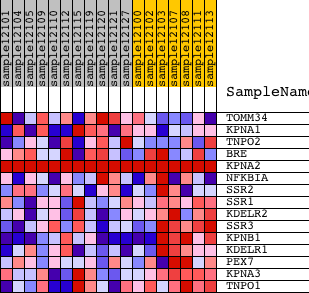 sample12101
sample12104
sample12105
sample12109
sample12110
sample12112
sample12115
sample12119
sample12120
sample12127
sample12100
sample12102
sample12103
sample12107
sample12108
sample12111
sample12113
SampleName
TOMM34
KPNA1
TNPO2
BRE
KPNA2
NFKBIA
SSR2
SSR1
KDELR2
SSR3
KPNB1
KDELR1
PEX7
KPNA3
TNPO1